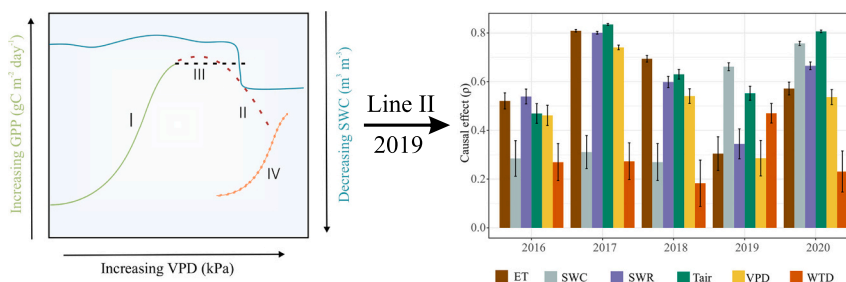 Increasing GPP (gC m⁻² day⁻¹)
I
III
II
IV
Increasing VPD (kPa)
Decreasing SWC (m³ m⁻³)
Line II
2019
Causal effect (ρ)
0.8
0.6
0.4
0.2
0.0
2016 2017 2018 2019 2020
ET SWC SWR Tair VPD WTD